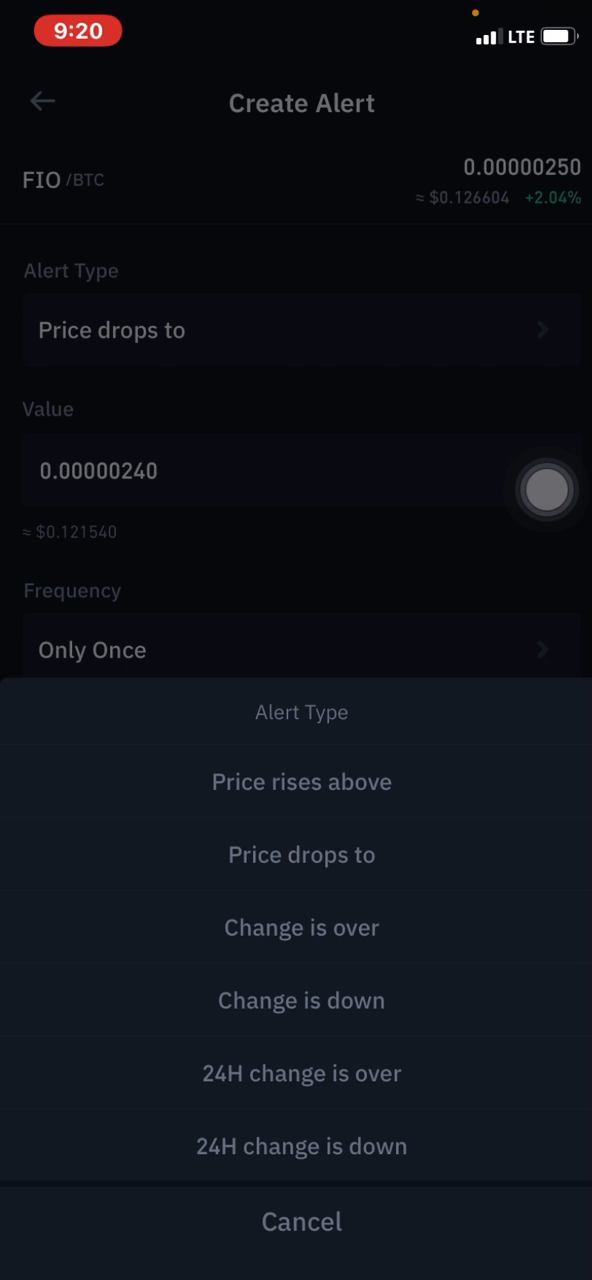 9:20 LTE
Create Alert
FIO /BTC 0.00000250
≈ $0.126604 +2.04%
Alert Type
Price drops to
Value
0.00000240
≈ $0.121540
Frequency
Only Once
Alert Type
Price rises above
Price drops to
Change is over
Change is down
24H change is over
24H change is down
Cancel